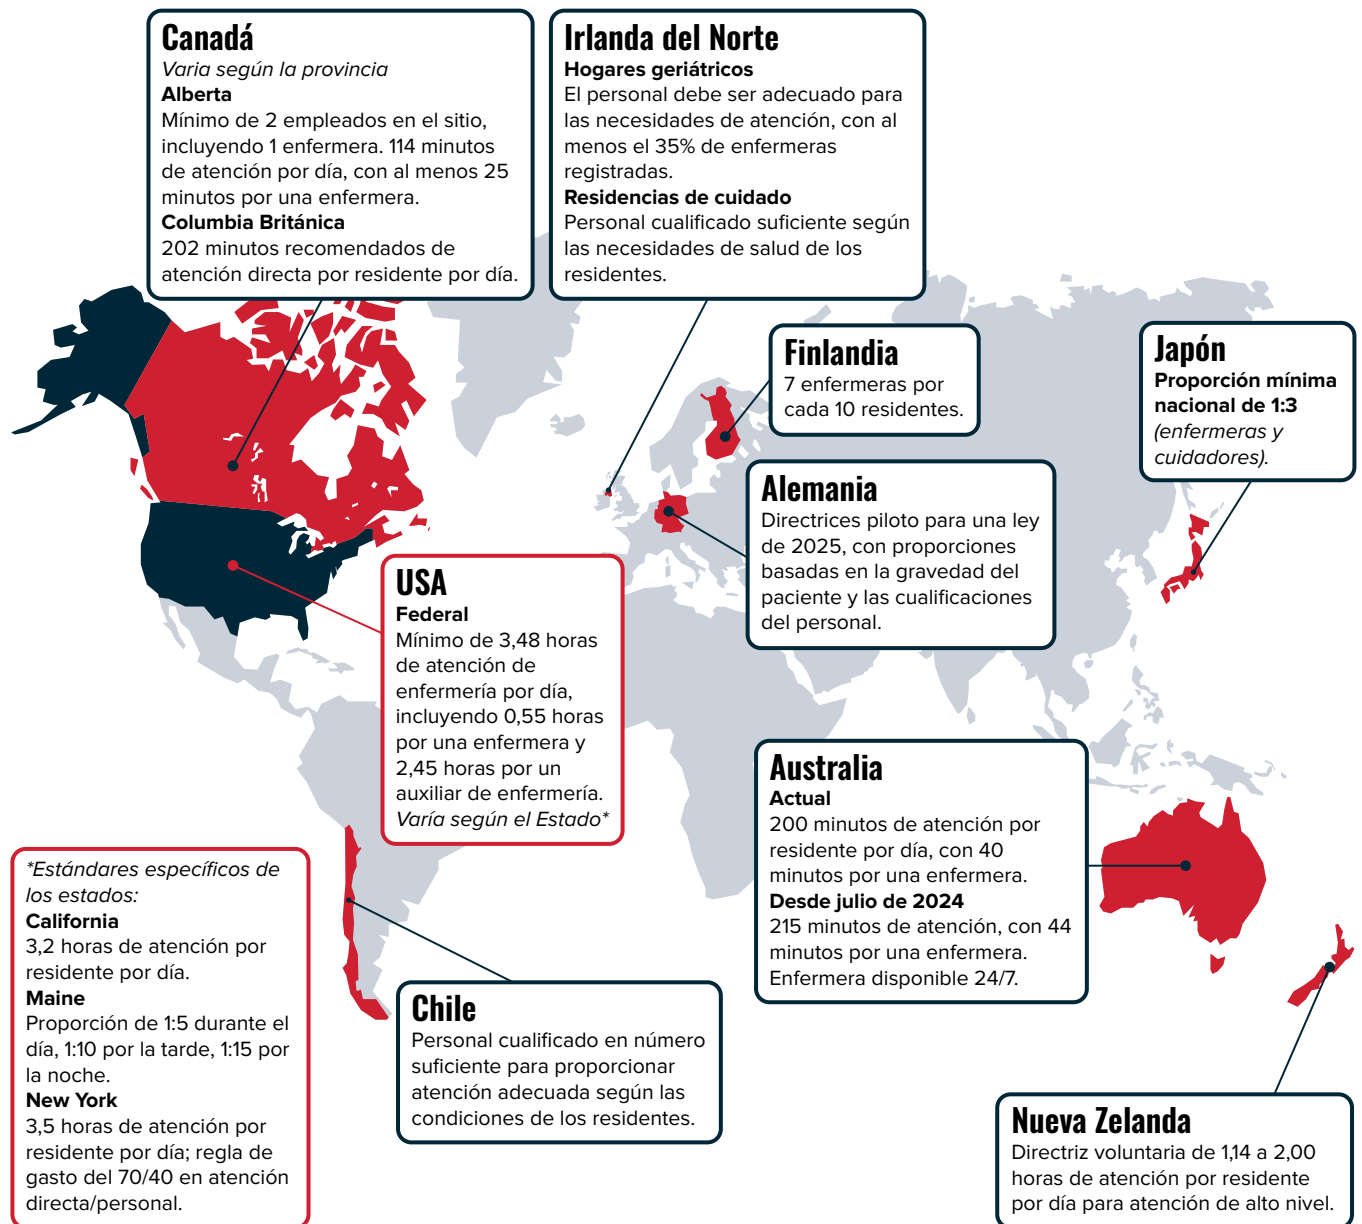 Canadá
Varia según la provincia
Alberta
Mínimo de 2 empleados en el sitio,
incluyendo 1 enfermera. 114 minutos
de atención por día, con al menos 25
minutos por una enfermera.
Columbia Británica
202 minutos recomendados de
atención directa por residente por día.
Irlanda del Norte
Hogares geriátricos
El personal debe ser adecuado para
las necesidades de atención, con al
menos el 35% de enfermeras
registradas.
Residencias de cuidado
Personal cualificado suficiente según
las necesidades de salud de los
residentes.
Finlandia
7 enfermeras por
cada 10 residentes.
Japón
Proporción mínima
nacional de 1:3
(enfermeras y
cuidadores).
Alemania
Directrices piloto para una ley
de 2025, con proporciones
basadas en la gravedad del
paciente y las cualificaciones
del personal.
USA
Federal
Mínimo de 3,48 horas
de atención de
enfermería por día,
incluyendo 0,55 horas
por una enfermera y
2,45 horas por un
auxiliar de enfermería.
Varía según el Estado*
Australia
Actual
200 minutos de atención por
residente por día, con 40
minutos por una enfermera.
Desde julio de 2024
215 minutos de atención, con 44
minutos por una enfermera.
Enfermera disponible 24/7.
*Estándares específicos de
los estados:
California
3,2 horas de atención por
residente por día.
Maine
Proporción de 1:5 durante el
día, 1:10 por la tarde, 1:15 por
la noche.
New York
3,5 horas de atención por
residente por día; regla de
gasto del 70/40 en atención
directa/personal.
Chile
Personal cualificado en número
suficiente para proporcionar
atención adecuada según las
condiciones de los residentes.
Nueva Zelanda
Directriz voluntaria de 1,14 a 2,00
horas de atención por residente
por día para atención de alto nivel.